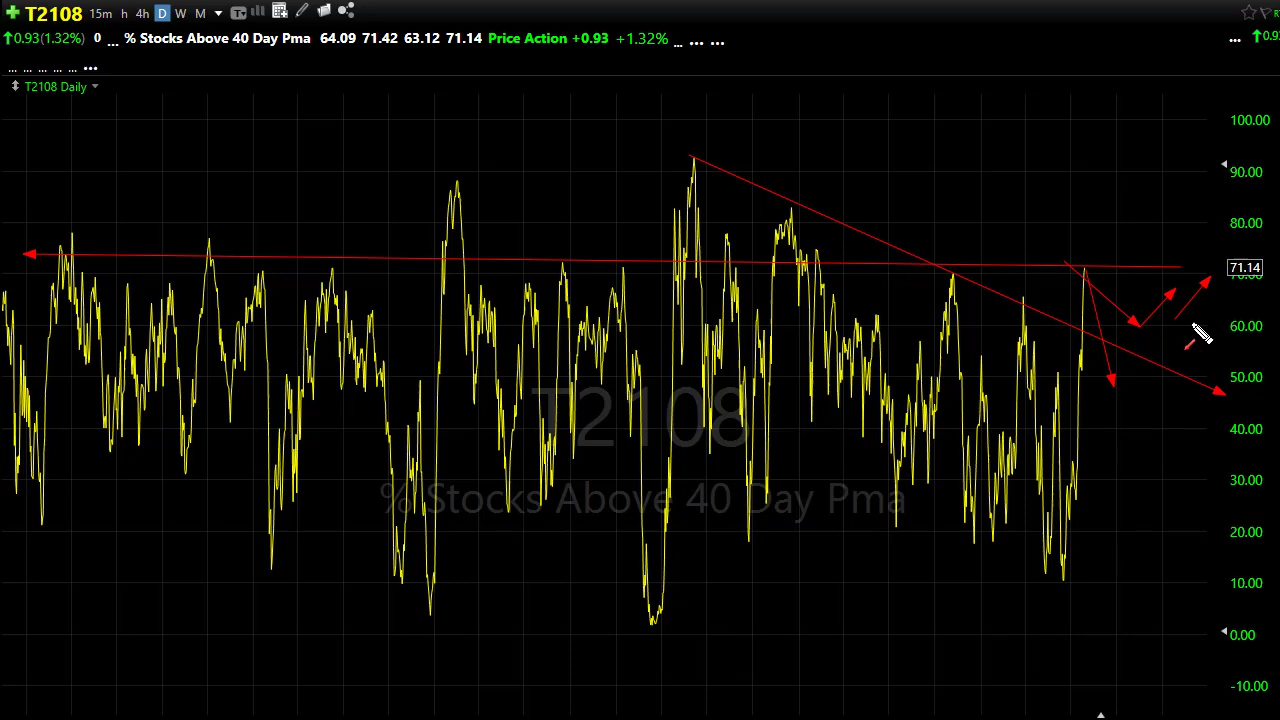 T2108 15m h 4h D W M T
0.93(1.32%) 0 ... % Stocks Above 40 Day Pma 64.09 71.42 63.12 71.14 Price Action +0.93 +1.32% ... ... ... ... 0.93
... ... ... ... ... ...
T2108 Daily
100.00
90.00
80.00
71.14
60.00
50.00
T2108
40.00
30.00
% Stocks Above 40 Day Pma
20.00
10.00
0.00
-10.00